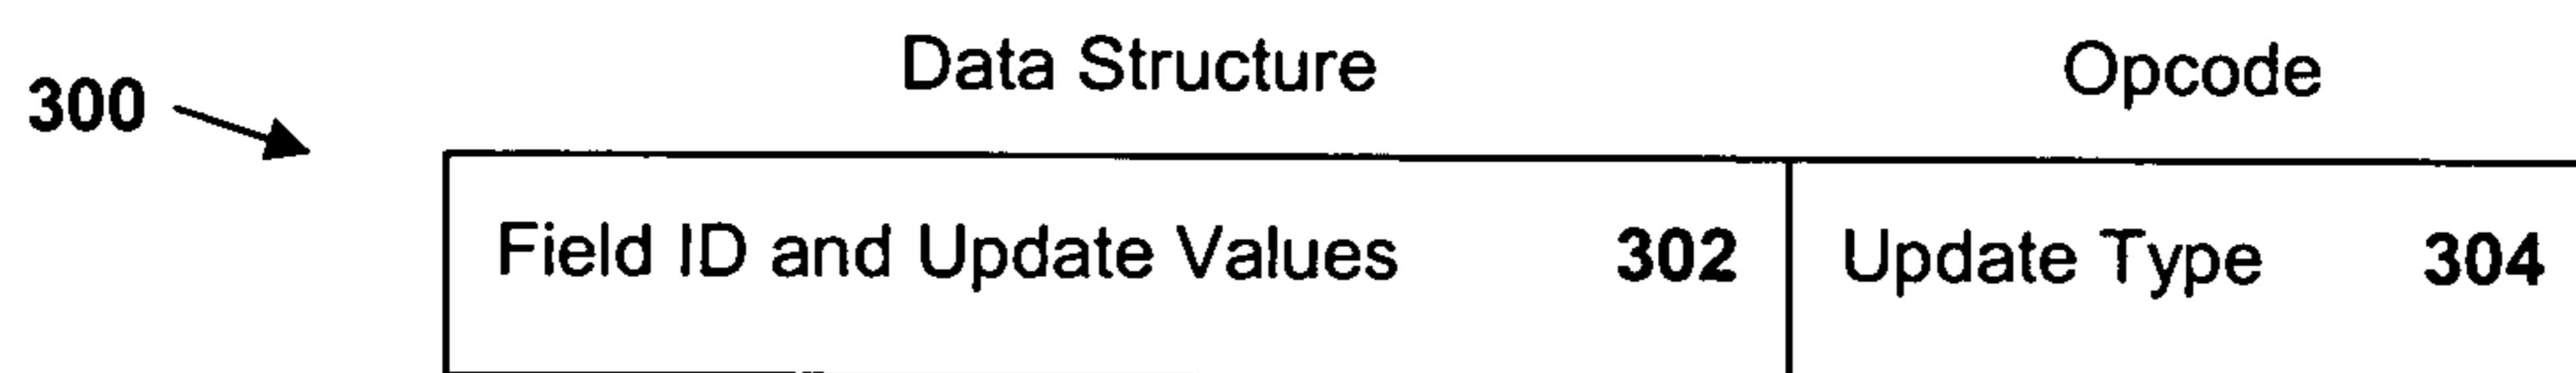 Data Structure Opcode
300
Field ID and Update Values 302 Update Type 304